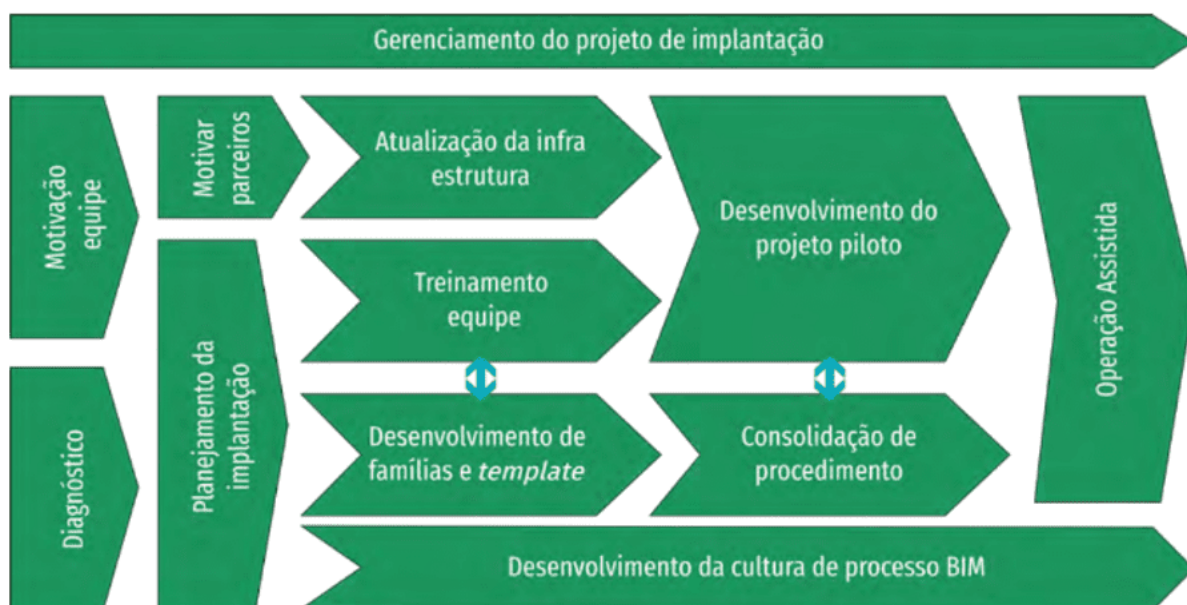 Gerenciamento do projeto de implantação
Motivação
equipe
Diagnóstico
Motivar
parceiros
Planejamento da
implantação
Atualização da infra
estrutura
Treinamento
equipe
Desenvolvimento de
famílias e template
Desenvolvimento do
projeto piloto
Consolidação de
procedimento
Operação Assistida
Desenvolvimento da cultura de processo BIM